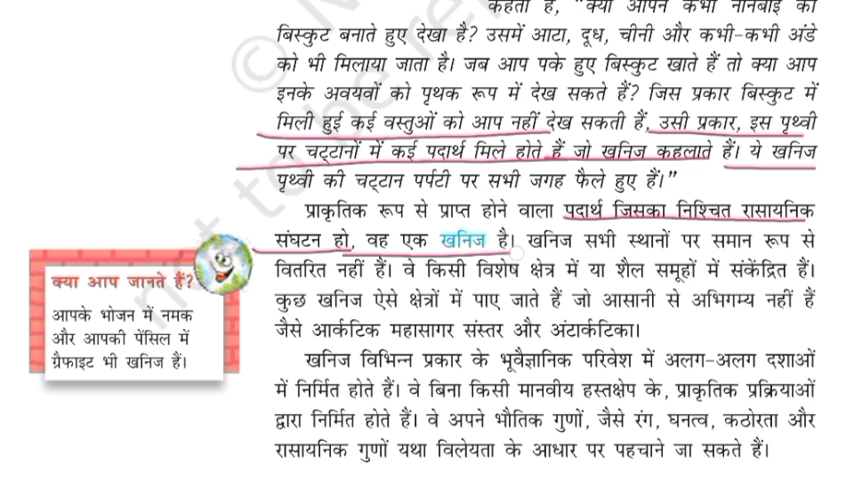 कहता है, "क्या आपने कभी नानबाई को
बिस्कुट बनाते हुए देखा है? उसमें आटा, दूध, चीनी और कभी-कभी अंडे
को भी मिलाया जाता है। जब आप पके हुए बिस्कुट खाते हैं तो क्या आप
इनके अवयवों को पृथक रूप में देख सकते हैं? जिस प्रकार बिस्कुट में
मिली हुई कई वस्तुओं को आप नहीं देख सकती हैं, उसी प्रकार, इस पृथ्वी
पर चट्टानों में कई पदार्थ मिले होते हैं जो खनिज कहलाते हैं। ये खनिज
पृथ्वी की चट्टान पर्पटी पर सभी जगह फैले हुए हैं।"
प्राकृतिक रूप से प्राप्त होने वाला पदार्थ जिसका निश्चित रासायनिक
संघटन हो, वह एक खनिज है। खनिज सभी स्थानों पर समान रूप से
वितरित नहीं हैं। वे किसी विशेष क्षेत्र में या शैल समूहों में संकेंद्रित हैं।
कुछ खनिज ऐसे क्षेत्रों में पाए जाते हैं जो आसानी से अभिगम्य नहीं हैं
जैसे आर्कटिक महासागर संस्तर और अंटार्कटिका।
खनिज विभिन्न प्रकार के भूवैज्ञानिक परिवेश में अलग-अलग दशाओं
में निर्मित होते हैं। वे बिना किसी मानवीय हस्तक्षेप के, प्राकृतिक प्रक्रियाओं
द्वारा निर्मित होते हैं। वे अपने भौतिक गुणों, जैसे रंग, घनत्व, कठोरता और
रासायनिक गुणों यथा विलेयता के आधार पर पहचाने जा सकते हैं।
क्या आप जानते हैं?
आपके भोजन में नमक
और आपकी पेंसिल में
ग्रैफाइट भी खनिज हैं।
not to be re